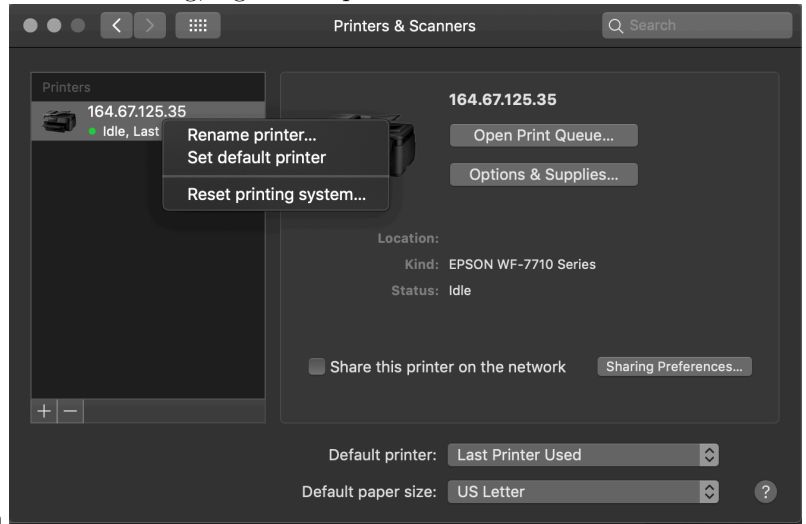 Printers & Scanners
Search
Printers
164.67.125.35
Idle, Last
Rename printer...
Set default printer
Reset printing system...
164.67.125.35
Open Print Queue...
Options & Supplies...
Location:
Kind: EPSON WF-7710 Series
Status: Idle
Share this printer on the network
Sharing Preferences...
+ −
Default printer: Last Printer Used
Default paper size: US Letter
?